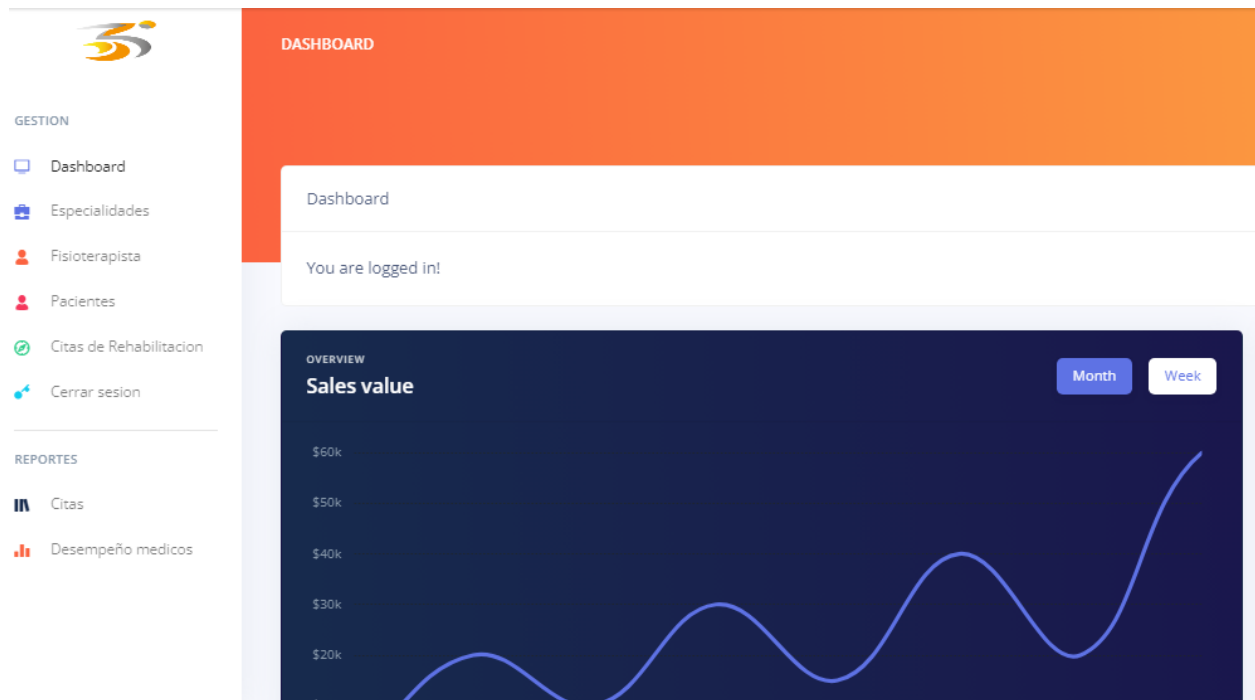 DASHBOARD
GESTION
Dashboard
Especialidades
Fisioterapista
Pacientes
Citas de Rehabilitacion
Cerrar sesion
REPORTES
Citas
Desempeño medicos
Dashboard
You are logged in!
OVERVIEW
Sales value
Month
Week
$60k
$50k
$40k
$30k
$20k